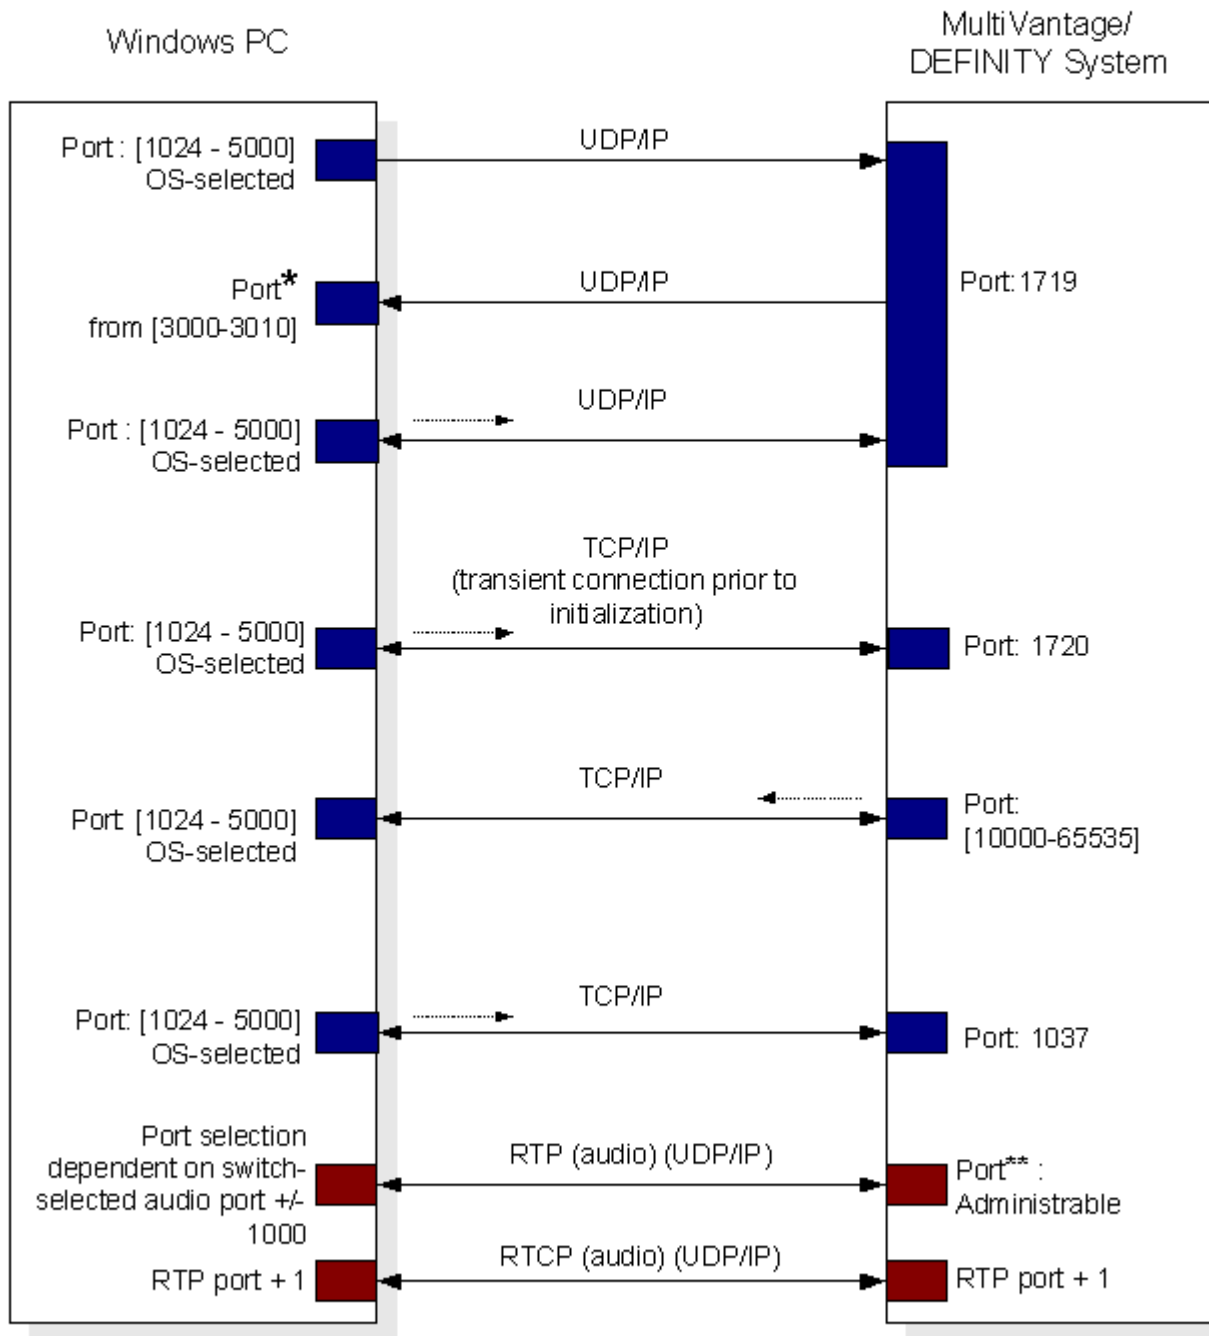 Windows PC
MultiVantage/
DEFINITY System
Port : [1024 - 5000]
OS-selected
UDP/IP
Port*
from [3000-3010]
UDP/IP
Port:1719
Port : [1024 - 5000]
OS-selected
UDP/IP
TCP/IP
(transient connection prior to
initialization)
Port: [1024 - 5000]
OS-selected
Port: 1720
TCP/IP
Port [1024 - 5000]
OS-selected
Port:
[10000-65535]
TCP/IP
Port: [1024 - 5000]
OS-selected
Port: 1037
Port selection
dependent on switch-
selected audio port +/-
1000
RTP (audio) (UDP/IP)
Port** :
Administrable
RTP port + 1
RTCP (audio) (UDP/IP)
RTP port + 1